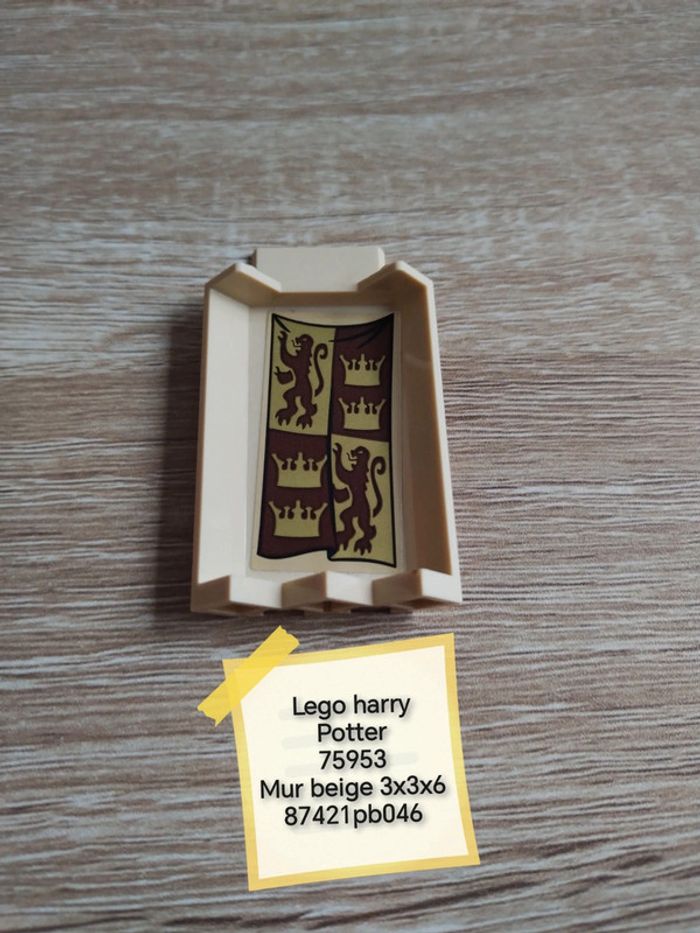 Lego harry
Potter
75953
Mur beige 3x3x6
87421pb046